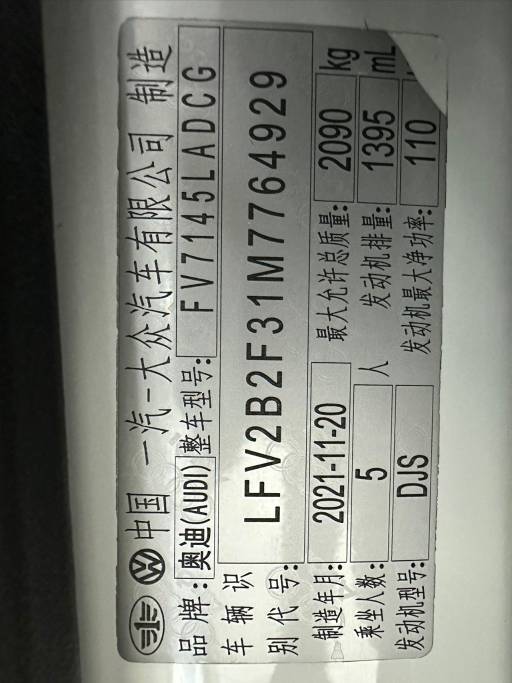 中国 一汽-大众汽车有限公司 制造
品牌: 奥迪(AUDI) 整车型号: FV7145LADCG
车辆识别代号: LFV2B2F31M7764929
制造年月: 2021-11-20 最大允许总质量: 2090 kg
乘坐人数: 5 人 发动机排量: 1395 mL
发动机型号: DJS 发动机最大净功率: 110